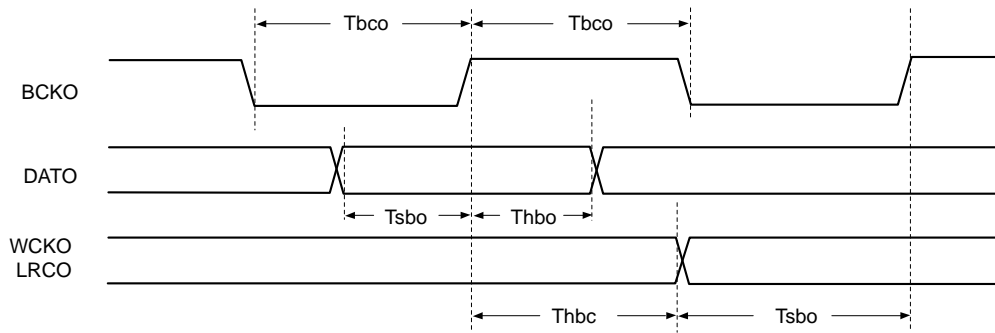 Tbco Tbco
BCKO
DATO
Tsbo Thbo
WCKO
LRCO
Thbc Tsbo